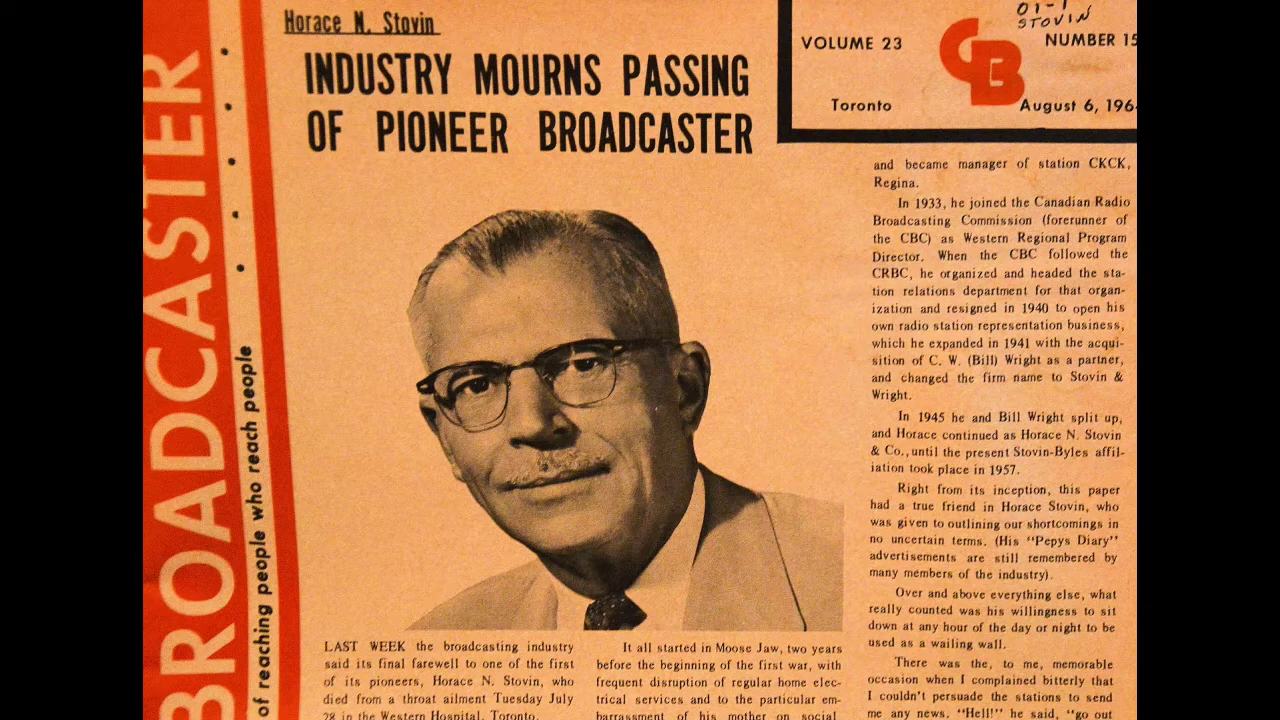 BROADCASTER
of reaching people who reach people
Horace N. Stovin
INDUSTRY MOURNS PASSING
OF PIONEER BROADCASTER
01-1
STOVIN
VOLUME 23
CB
NUMBER 15
Toronto
August 6, 196
LAST WEEK the broadcasting industry
said its final farewell to one of the first
of its pioneers, Horace N. Stovin, who
died from a throat ailment Tuesday July
28 in the Western Hospital, Toronto.
It all started in Moose Jaw, two years
before the beginning of the first war, with
frequent disruption of regular home elec-
trical services and to the particular em-
barrassment of his mother on social
and became manager of station CKCK,
Regina.
In 1933, he joined the Canadian Radio
Broadcasting Commission (forerunner of
the CBC) as Western Regional Program
Director. When the CBC followed the
CRBC, he organized and headed the sta-
tion relations department for that organ-
ization and resigned in 1940 to open his
own radio station representation business,
which he expanded in 1941 with the acqui-
sition of C. W. (Bill) Wright as a partner,
and changed the firm name to Stovin &
Wright.
In 1945 he and Bill Wright split up,
and Horace continued as Horace N. Stovin
& Co., until the present Stovin-Byles affil-
iation took place in 1957.
Right from its inception, this paper
had a true friend in Horace Stovin, who
was given to outlining our shortcomings in
no uncertain terms. (His "Pepys Diary"
advertisements are still remembered by
many members of the industry).
Over and above everything else, what
really counted was his willingness to sit
down at any hour of the day or night to be
used as a wailing wall.
There was the, to me, memorable
occasion when I complained bitterly that
I couldn't persuade the stations to send
me any news. "Hell!" he said, "go out